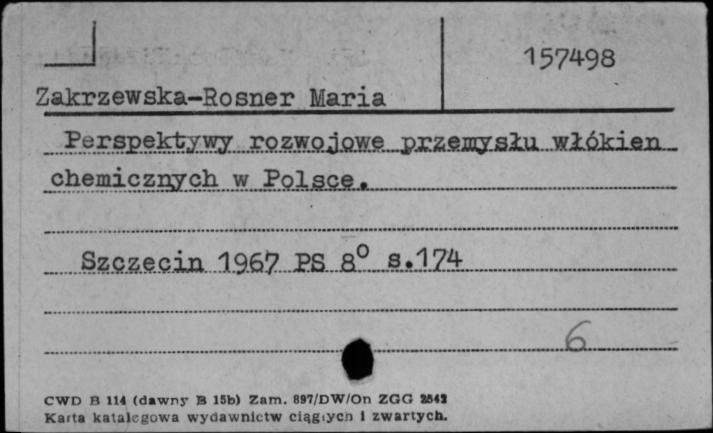 157498
Zakrzewska-Rosner Maria
Perspektywy rozwojowe przemysłu włókien
chemicznych w Polsce.
Szczecin 1967 PS 8° s.174
6
CWD B 114 (dawny B 15b) Zam. 897/DW/On ZGG 2542
Karta katalogowa wydawnictw ciągłych i zwartych.